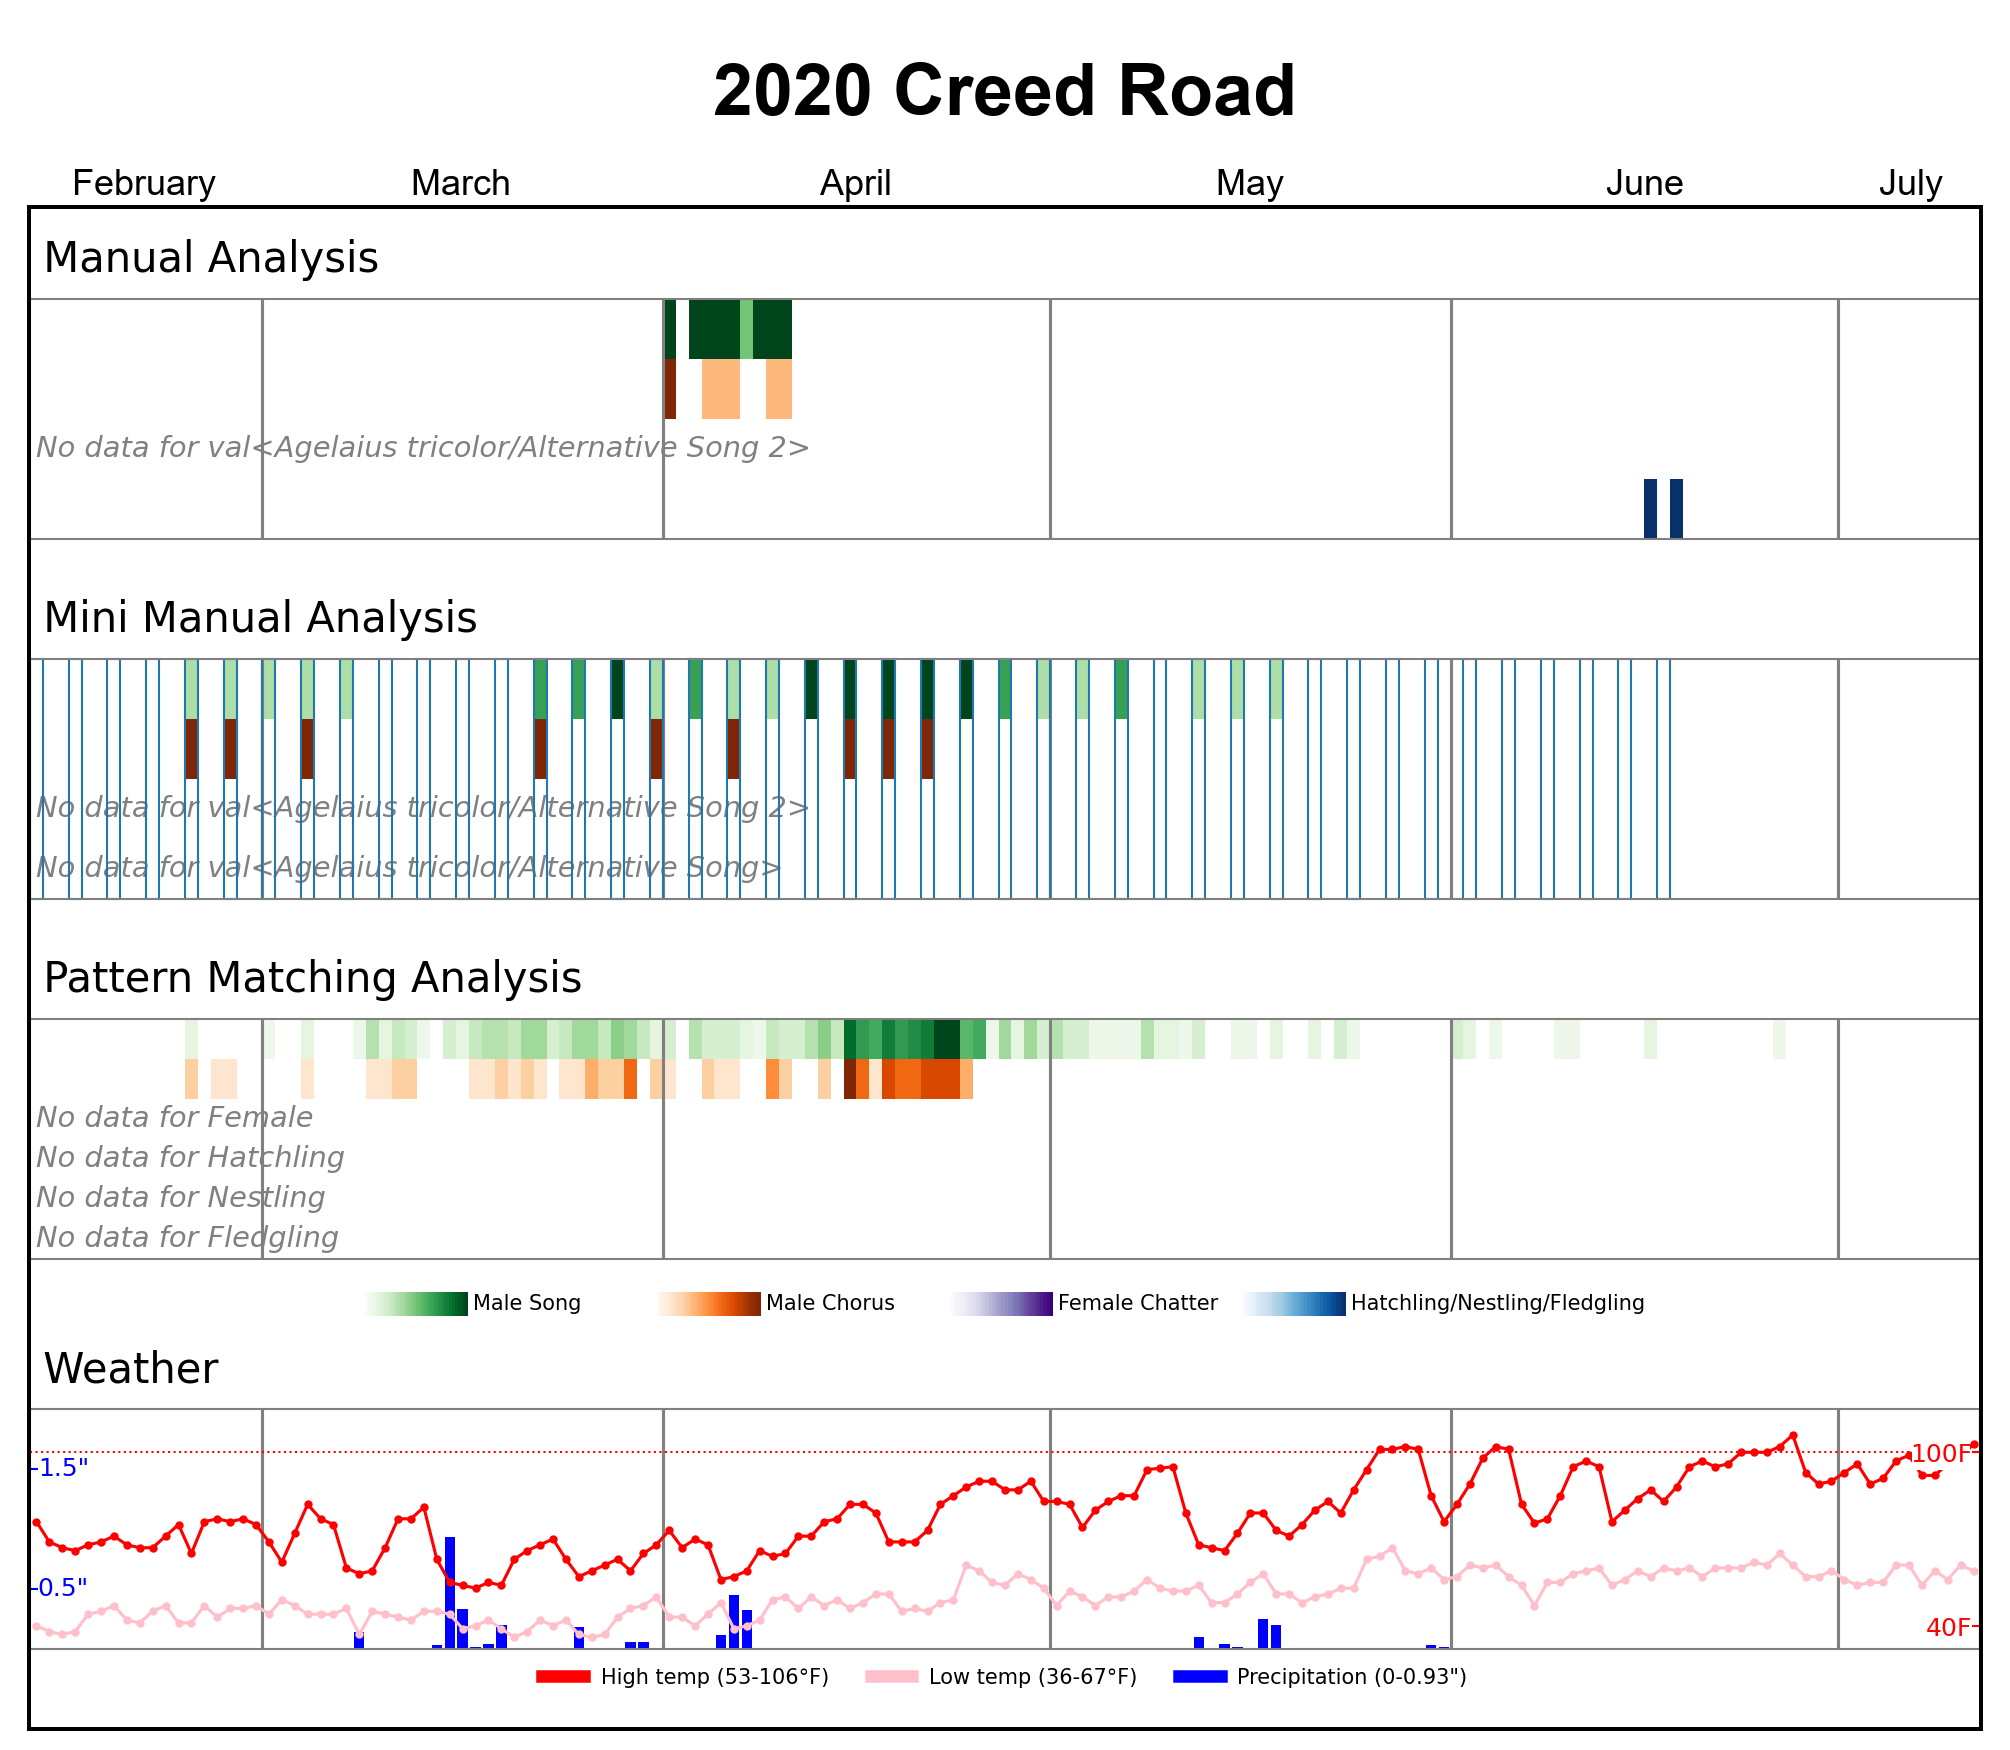 2020 Creed Road
February March April May June July
Manual Analysis
No data for val<Agelaius tricolor/Alternative Song 2>
Mini Manual Analysis
No data for val<Agelaius tricolor/Alternative Song 2>
No data for val<Agelaius tricolor/Alternative Song>
Pattern Matching Analysis
No data for Female
No data for Hatchling
No data for Nestling
No data for Fledgling
Male Song Male Chorus Female Chatter Hatchling/Nestling/Fledgling
Weather
1.5" 100F
0.5"
40F
High temp (53-106°F) Low temp (36-67°F) Precipitation (0-0.93")